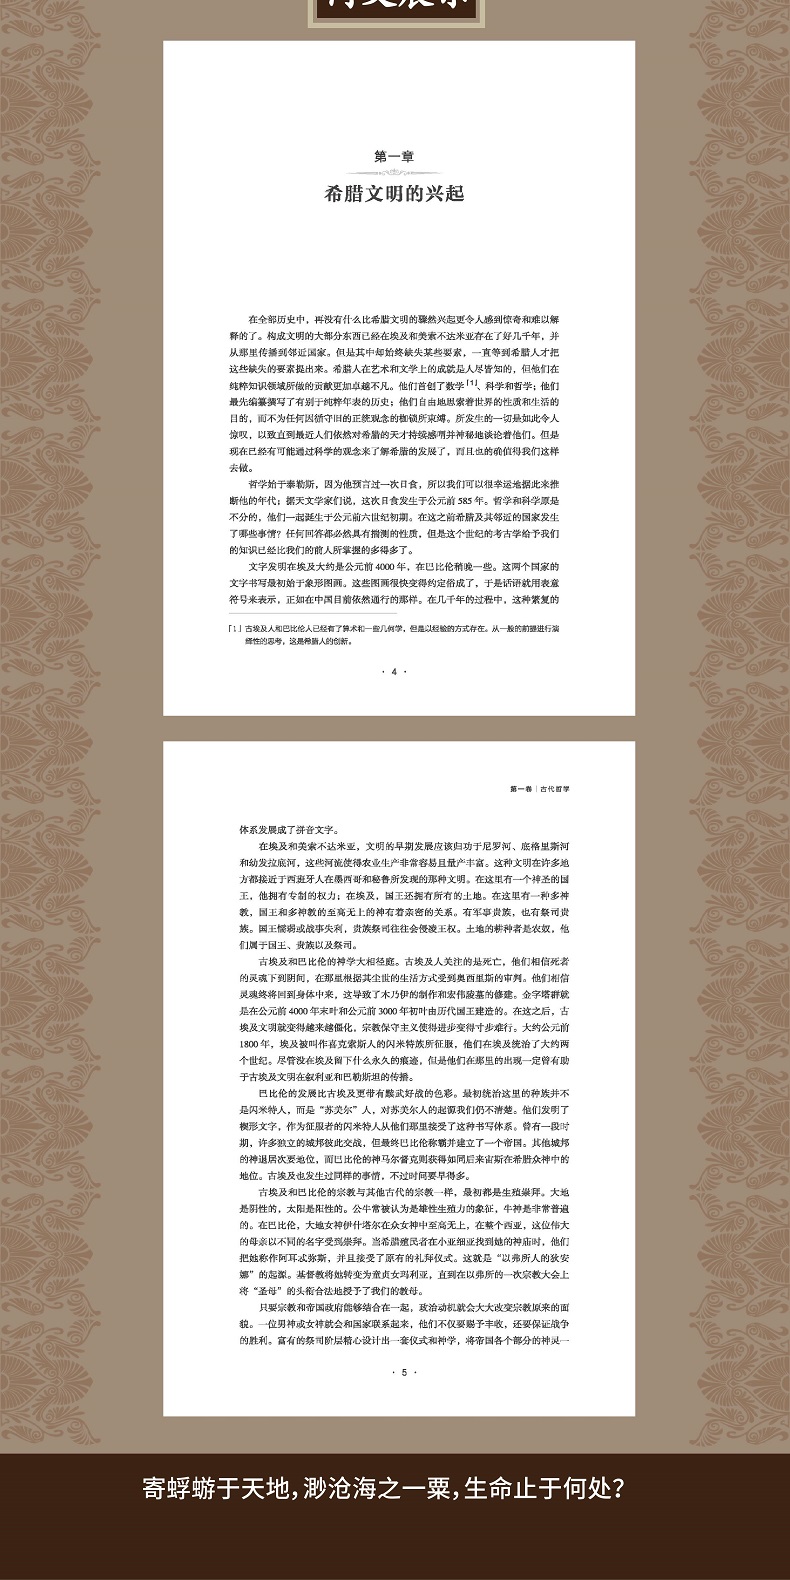 第一章
希腊文明的兴起
在全部历史中，再没有什么比希腊文明的骤然兴起更令人感到惊奇和难以解
释的了。构成文明的大部分东西已经在埃及和美索不达米亚存在了好几千年，并
从那里传播到邻近国家。但是其中却始终缺失某些要素，一直等到希腊人才把
这些缺失的要素提出来。希腊人在艺术和文学上的成就是人尽皆知的，但他们在
纯粹知识领域所做的贡献更加卓越不凡。他们首创了数学[1]、科学和哲学；他们
最先编纂撰写了有别于纯粹年表的历史；他们自由地思索着世界的性质和生活的
目的，而不为任何因循守旧的正统观念的枷锁所束缚。所发生的一切是如此令人
惊叹，以致直到最近人们依然对希腊的天才持续感喟并神秘地谈论着他们。但是
现在已经有可能通过科学的观念来了解希腊的发展了，而且也的确值得我们这样
去做。
哲学始于泰勒斯，因为他预言过一次日食，所以我们可以很幸运地据此来推
断他的年代；据天文学家们说，这次日食发生于公元前 585 年。哲学和科学原是
不分的，他们一起诞生于公元前六世纪初期。在这之前希腊及其邻近的国家发生
了哪些事情？任何回答都必然具有揣测的性质，但是这个世纪的考古学给予我们
的知识已经比我们的前人所掌握的多得多了。
文字发明在埃及大约是公元前 4000 年，在巴比伦稍晚一些。这两个国家的
文字书写最初始于象形图画。这些图画很快变得约定俗成了，于是话语就用表意
符号来表示，正如在中国目前依然通行的那样。在几千年的过程中，这种繁复的
[1] 古埃及人和巴比伦人已经有了算术和一些几何学，但是以经验的方式存在。从一般的前提进行演
绎性的思考，这是希腊人的创新。
· 4 ·
第一卷｜古代哲学
体系发展成了拼音文字。
在埃及和美索不达米亚，文明的早期发展应该归功于尼罗河、底格里斯河
和幼发拉底河，这些河流使得农业生产非常容易且量产丰富。这种文明在许多地
方都接近于西班牙人在墨西哥和秘鲁所发现的那种文明。在这里有一个神圣的国
王，他拥有专制的权力；在埃及，国王还拥有所有的土地。在这里有一种多神
教，国王和多神教的至高无上的神有着亲密的关系。有军事贵族，也有祭司贵
族。国王懦弱或战事失利，贵族祭司往往会侵凌王权。土地的耕种者是农奴，他
们属于国王、贵族以及祭司。
古埃及和巴比伦的神学大相径庭。古埃及人关注的是死亡，他们相信死者
的灵魂下到阴间，在那里根据其尘世的生活方式受到奥西里斯的审判。他们相信
灵魂终将回到身体中来，这导致了木乃伊的制作和宏伟陵墓的修建。金字塔群就
是在公元前 4000 年末叶和公元前 3000 年初叶由历代国王建造的。在这之后，古
埃及文明就变得越来越僵化，宗教保守主义使得进步变得寸步难行。大约公元前
1800 年，埃及被叫作喜克索斯人的闪米特族所征服，他们在埃及统治了大约两
个世纪。尽管没在埃及留下什么永久的痕迹，但是他们在那里的出现一定曾有助
于古埃及文明在叙利亚和巴勒斯坦的传播。
巴比伦的发展比古埃及更带有黩武好战的色彩。最初统治这里的种族并不
是闪米特人，而是“苏美尔”人，对苏美尔人的起源我们仍不清楚。他们发明了
楔形文字，作为征服者的闪米特人从他们那里接受了这种书写体系。曾有一段时
期，许多独立的城邦彼此交战，但最终巴比伦称霸并建立了一个帝国。其他城邦
的神退居次要地位，而巴比伦的神马尔督克则获得如同后来宙斯在希腊众神中的
地位。古埃及也发生过同样的事情，不过时间要早得多。
古埃及和巴比伦的宗教与其他古代的宗教一样，最初都是生殖崇拜。大地
是阴性的，太阳是阳性的。公牛常被认为是雄性生殖力的象征，牛神是非常普遍
的。在巴比伦，大地女神伊什塔尔在众女神中至高无上，在整个西亚，这位伟大
的母亲以不同的名字受到崇拜。当希腊殖民者在小亚细亚找到她的神庙时，他们
把她称作阿耳忒弥斯，并且接受了原有的礼拜仪式。这就是“以弗所人的狄安
娜”的起源。基督教将她转变为童贞女玛利亚，直到在以弗所的一次宗教大会上
将“圣母”的头衔合法地授予了我们的教母。
只要宗教和帝国政府能够结合在一起，政治动机就会大大改变宗教原来的面
貌。一位男神或女神就会和国家联系起来，他们不仅要赐予丰收，还要保证战争
的胜利。富有的祭司阶层精心设计出一套仪式和神学，将帝国各个部分的神灵一
· 5 ·
寄蜉蝣于天地，渺沧海之一粟，生命止于何处？